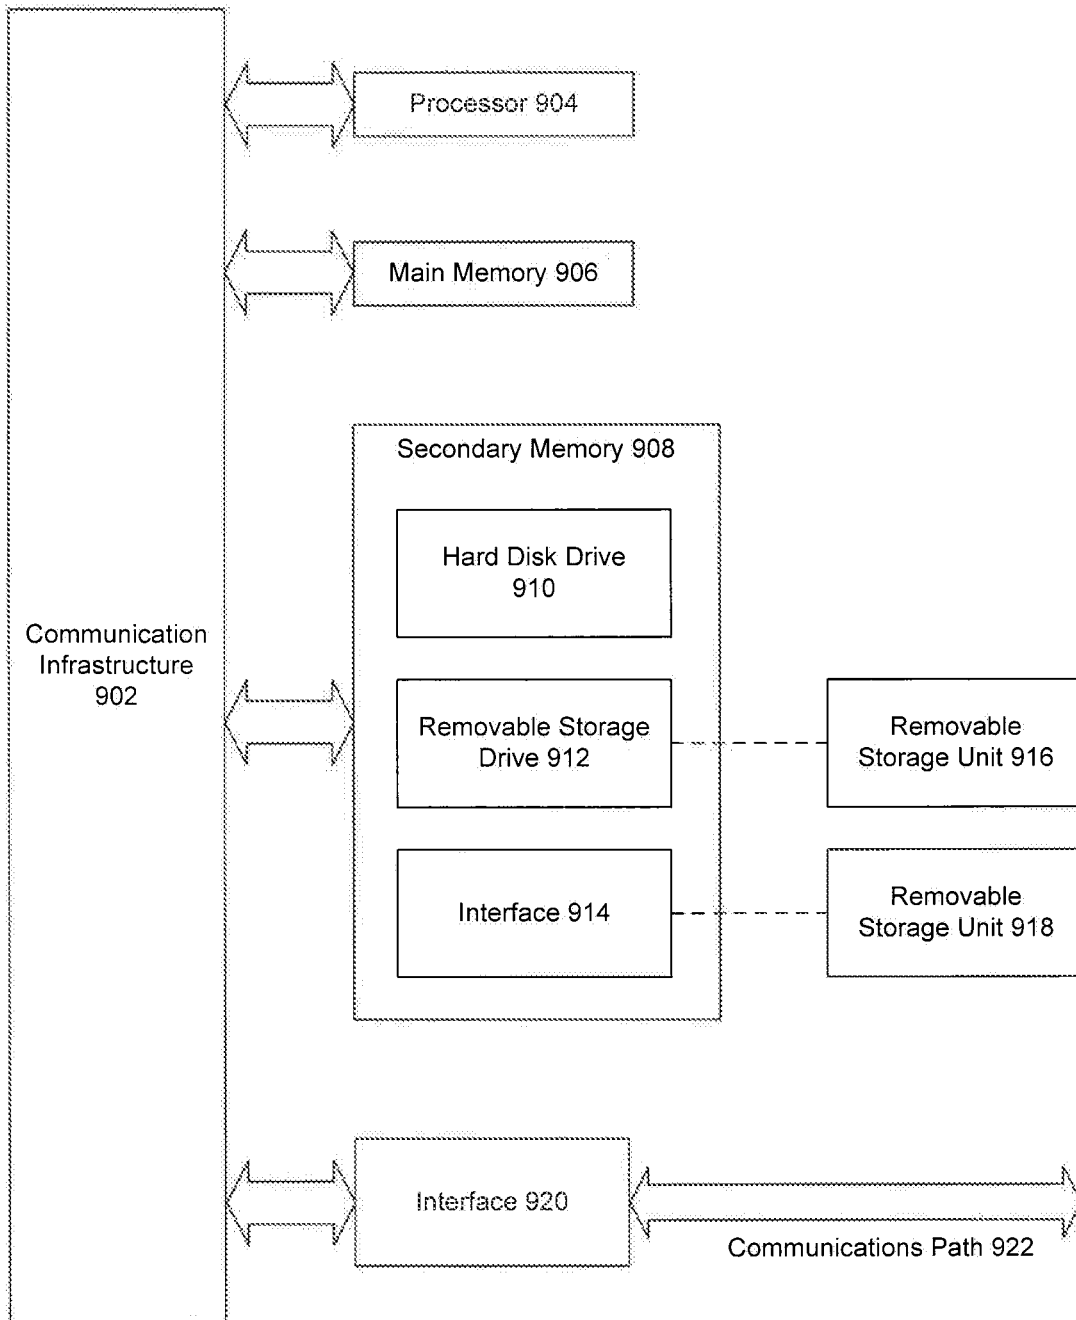 Processor 904
Main Memory 906
Secondary Memory 908
Hard Disk Drive
910
Communication
Infrastructure
902
Removable Storage
Drive 912
Removable
Storage Unit 916
Interface 914
Removable
Storage Unit 918
Interface 920
Communications Path 922